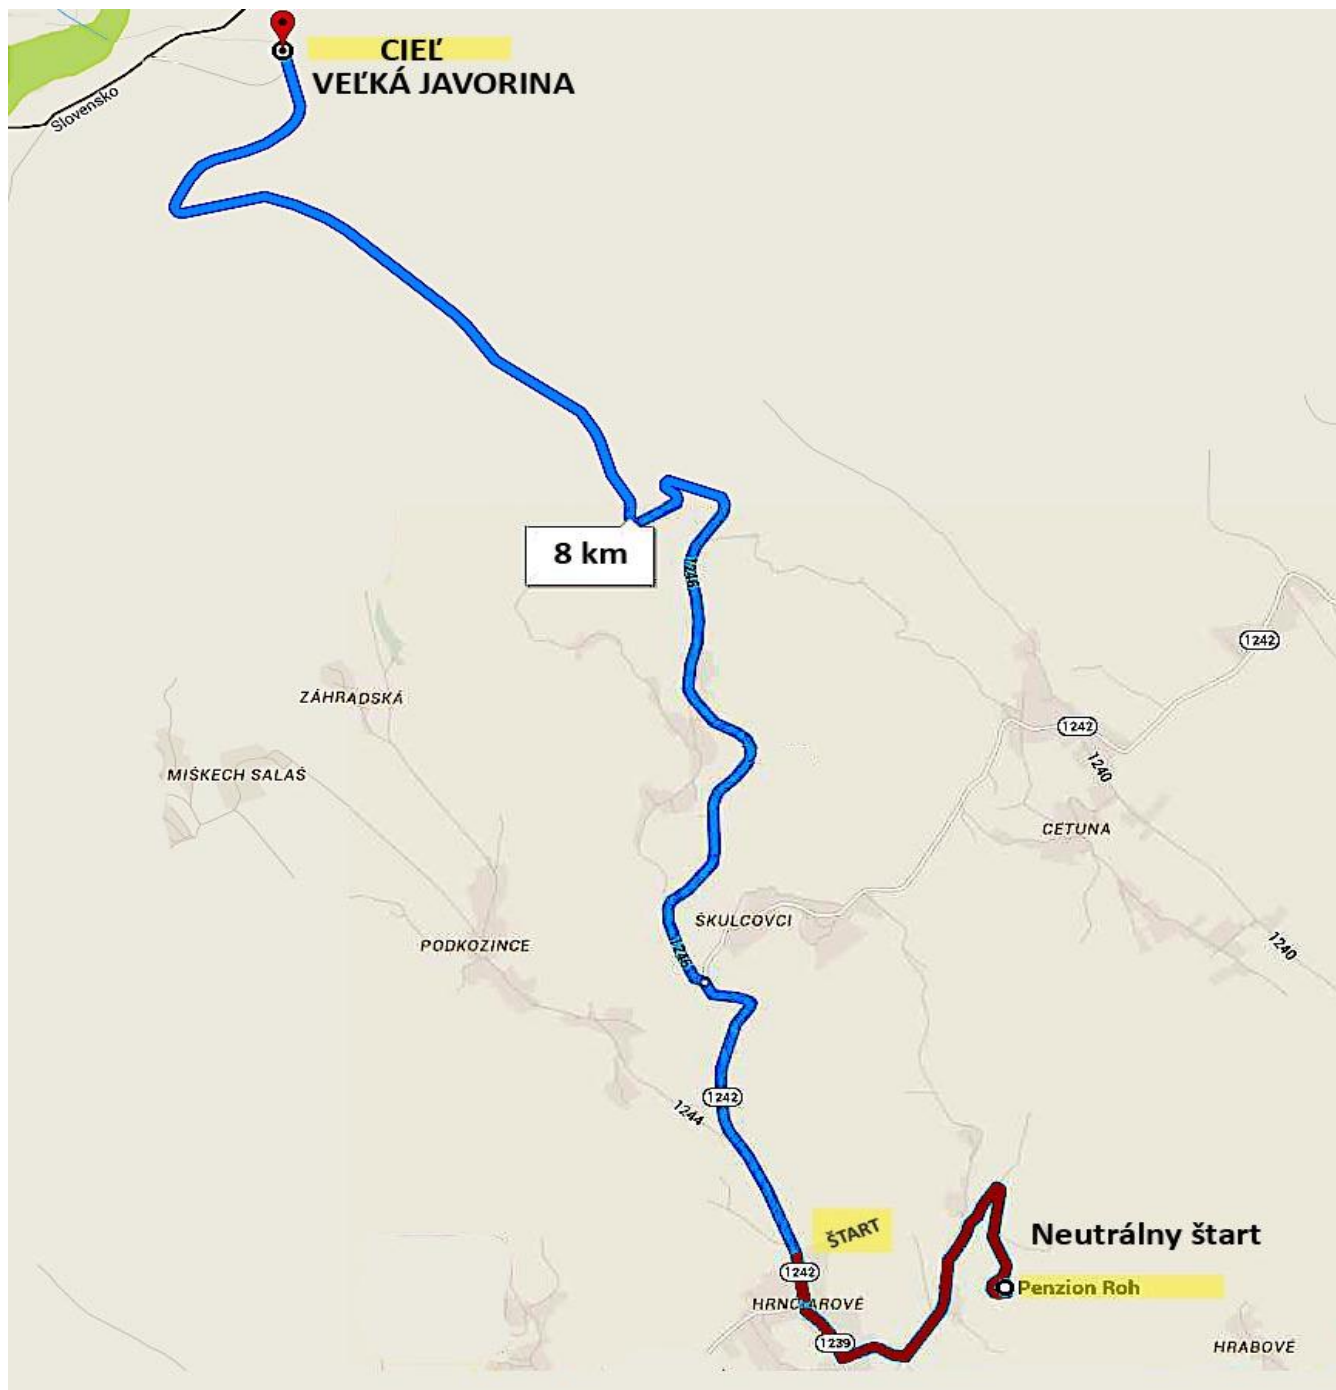 CIEĽ
VEĽKÁ JAVORINA
Slovensko
8 km
1246
1242
ZÁHRADSKÁ
1242
MIŠKECH SALAŠ
1240
CETUNA
ŠKULCOVCI
PODKOZINCE
1246
1240
1242
1244
ŠTART
Neutrálny štart
1242
Penzion Roh
HRNČIAROVÉ
1239
HRABOVÉ